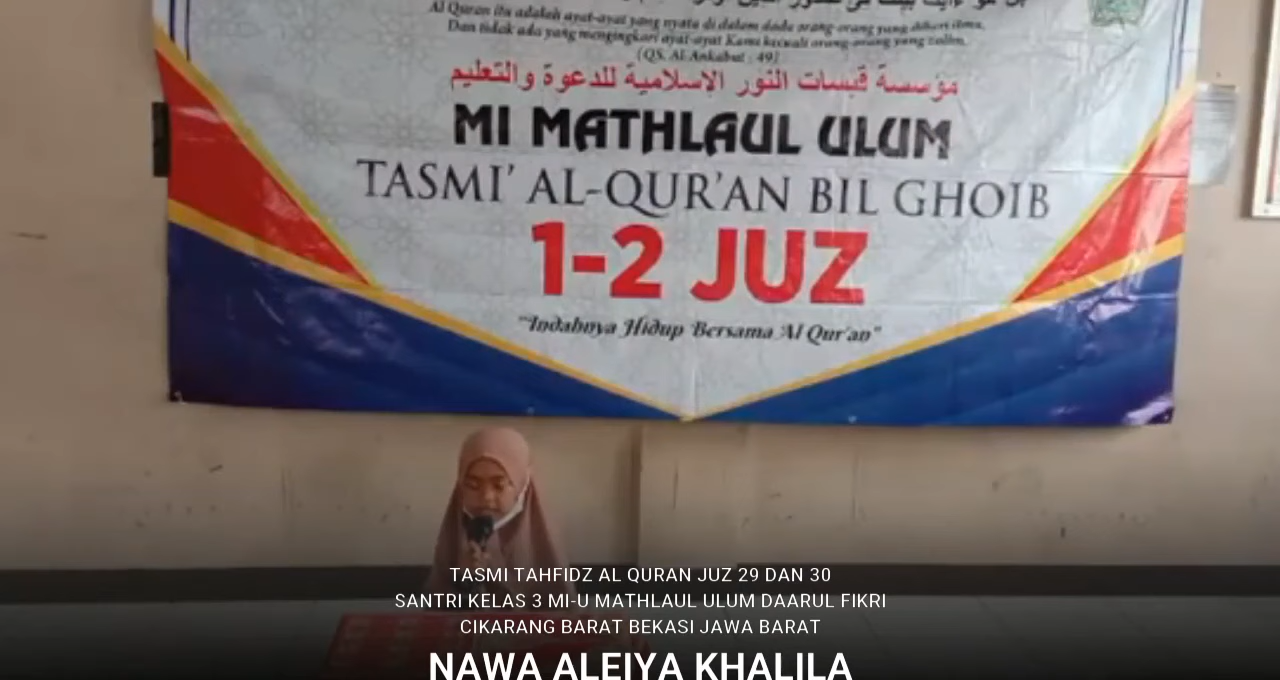 Al Quran itu adalah ayat-ayat yang nyata di dalam dada orang-orang yang diberi ilmu.
Dan tidak ada yang mengingkari ayat-ayat Kami kecuali orang-orang yang zalim.
(QS. Al-Ankabut : 49)
مؤسسة قبسات النور الإسلامية للدعوة والتعليم
MI MATHLAUL ULUM
TASMI' AL-QUR'AN BIL GHOIB
1-2 JUZ
"Indahnya Hidup Bersama Al Qur'an"
TASMI TAHFIDZ AL QURAN JUZ 29 DAN 30
SANTRI KELAS 3 MI-U MATHLAUL ULUM DAARUL FIKRI
CIKARANG BARAT BEKASI JAWA BARAT
NAWA ALEIYA KHALILA